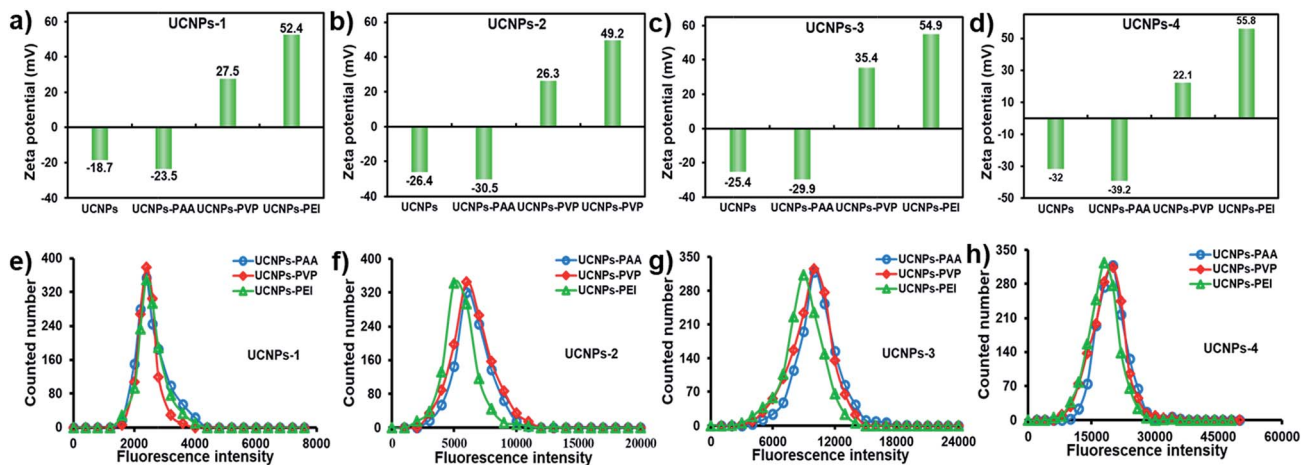 a)
UCNPs-1
Zeta potential (mV)
80
60
40
20
0
-20
-40
-18.7
-23.5
27.5
52.4
UCNPs UCNPs-PAA UCNPs-PVP UCNPs-PEI
b)
UCNPs-2
Zeta potential (mV)
60
40
20
0
-20
-40
-26.4
-30.5
26.3
49.2
UCNPs UCNPs-PAA UCNPs-PVP UCNPs-PVP
c)
UCNPs-3
Zeta potential (mV)
60
40
20
0
-20
-40
-25.4
-29.9
35.4
54.9
UCNPs UCNPs-PAA UCNPs-PVP UCNPs-PEI
d)
UCNPs-4
Zeta potential (mV)
50
30
10
-10
-30
-50
-32
-39.2
22.1
55.8
UCNPs UCNPs-PAA UCNPs-PVP UCNPs-PEI
e)
Counted number
400
320
240
160
80
0
UCNPs-PAA
UCNPs-PVP
UCNPs-PEI
UCNPs-1
0 2000 4000 6000 8000
Fluorescence intensity
f)
Counted number
400
320
240
160
80
0
UCNPs-PAA
UCNPs-PVP
UCNPs-PEI
UCNPs-2
0 5000 10000 15000 20000
Fluorescence intensity
g)
Counted number
350
280
210
140
70
0
UCNPs-PAA
UCNPs-PVP
UCNPs-PEI
UCNPs-3
0 6000 12000 18000 24000
Fluorescence intensity
h)
Counted number
350
280
210
140
70
0
UCNPs-PAA
UCNPs-PVP
UCNPs-PEI
UCNPs-4
0 15000 30000 45000 60000
Fluorescence intensity